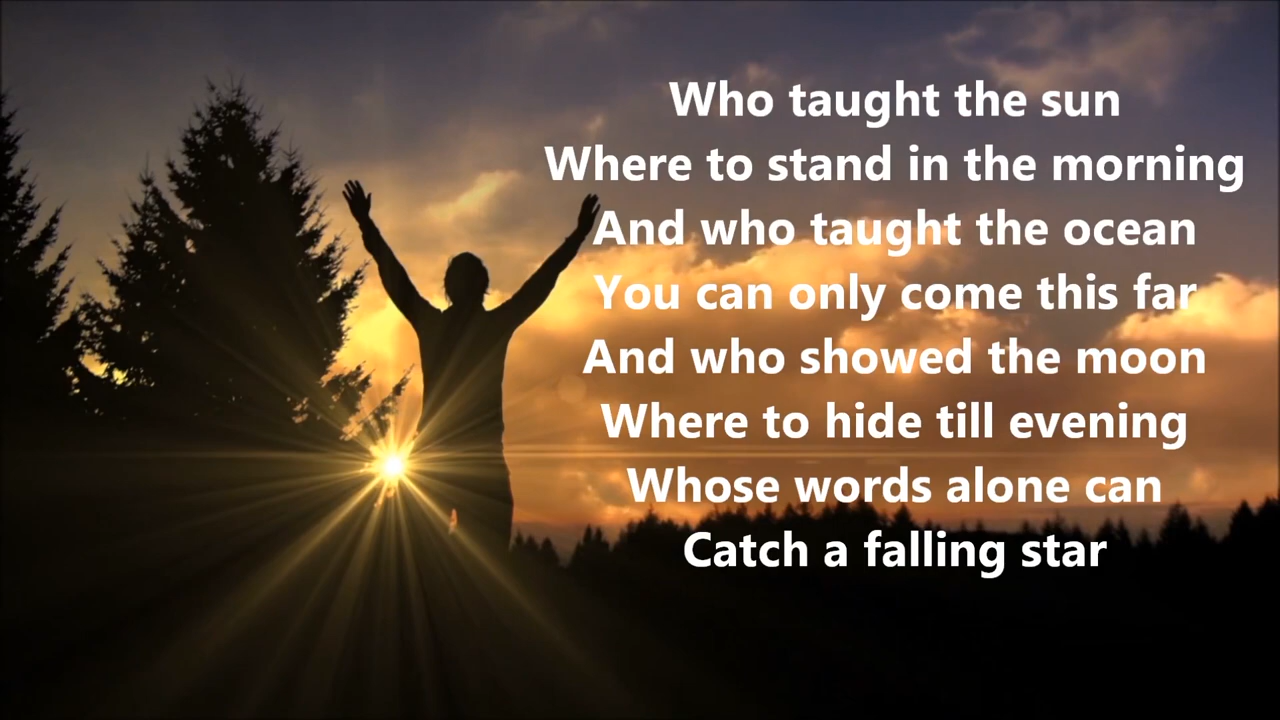 Who taught the sun
Where to stand in the morning
And who taught the ocean
You can only come this far
And who showed the moon
Where to hide till evening
Whose words alone can
Catch a falling star